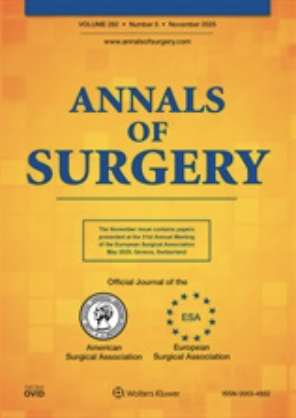 VOLUME 282 • Number 5 • November 2025
www.annalsofsurgery.com
ANNALS
OF
SURGERY
The November issue contains papers
presented at the 31st Annual Meeting
of the European Surgical Association
May 2025, Geneva, Switzerland
Official Journal of the
ESA
American
Surgical Association
European
Surgical Association
OVID
Wolters Kluwer
ISSN 0003-4932